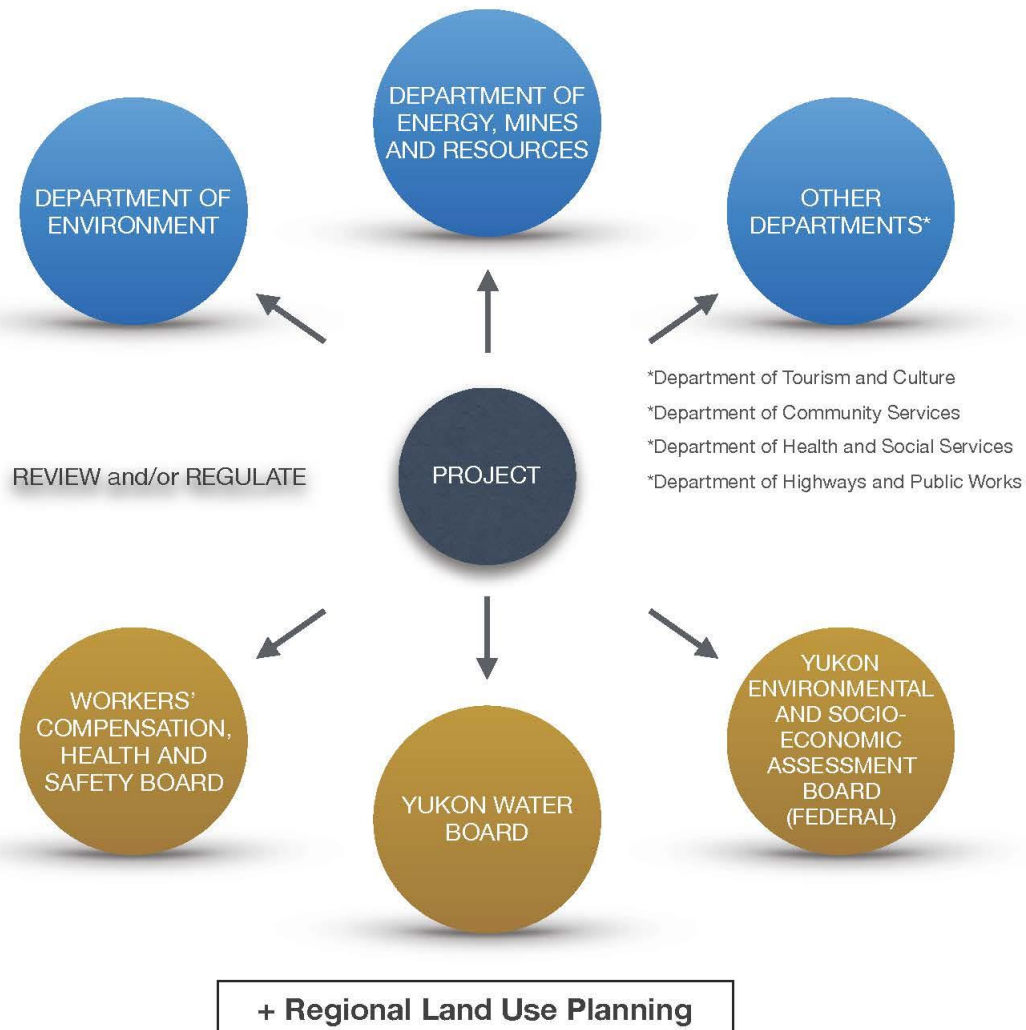 DEPARTMENT OF
ENERGY, MINES
AND RESOURCES
DEPARTMENT OF
ENVIRONMENT
OTHER
DEPARTMENTS*
*Department of Tourism and Culture
*Department of Community Services
*Department of Health and Social Services
*Department of Highways and Public Works
REVIEW and/or REGULATE
PROJECT
WORKERS'
COMPENSATION,
HEALTH AND
SAFETY BOARD
YUKON WATER
BOARD
YUKON
ENVIRONMENTAL
AND SOCIO-
ECONOMIC
ASSESSMENT
BOARD
(FEDERAL)
+ Regional Land Use Planning